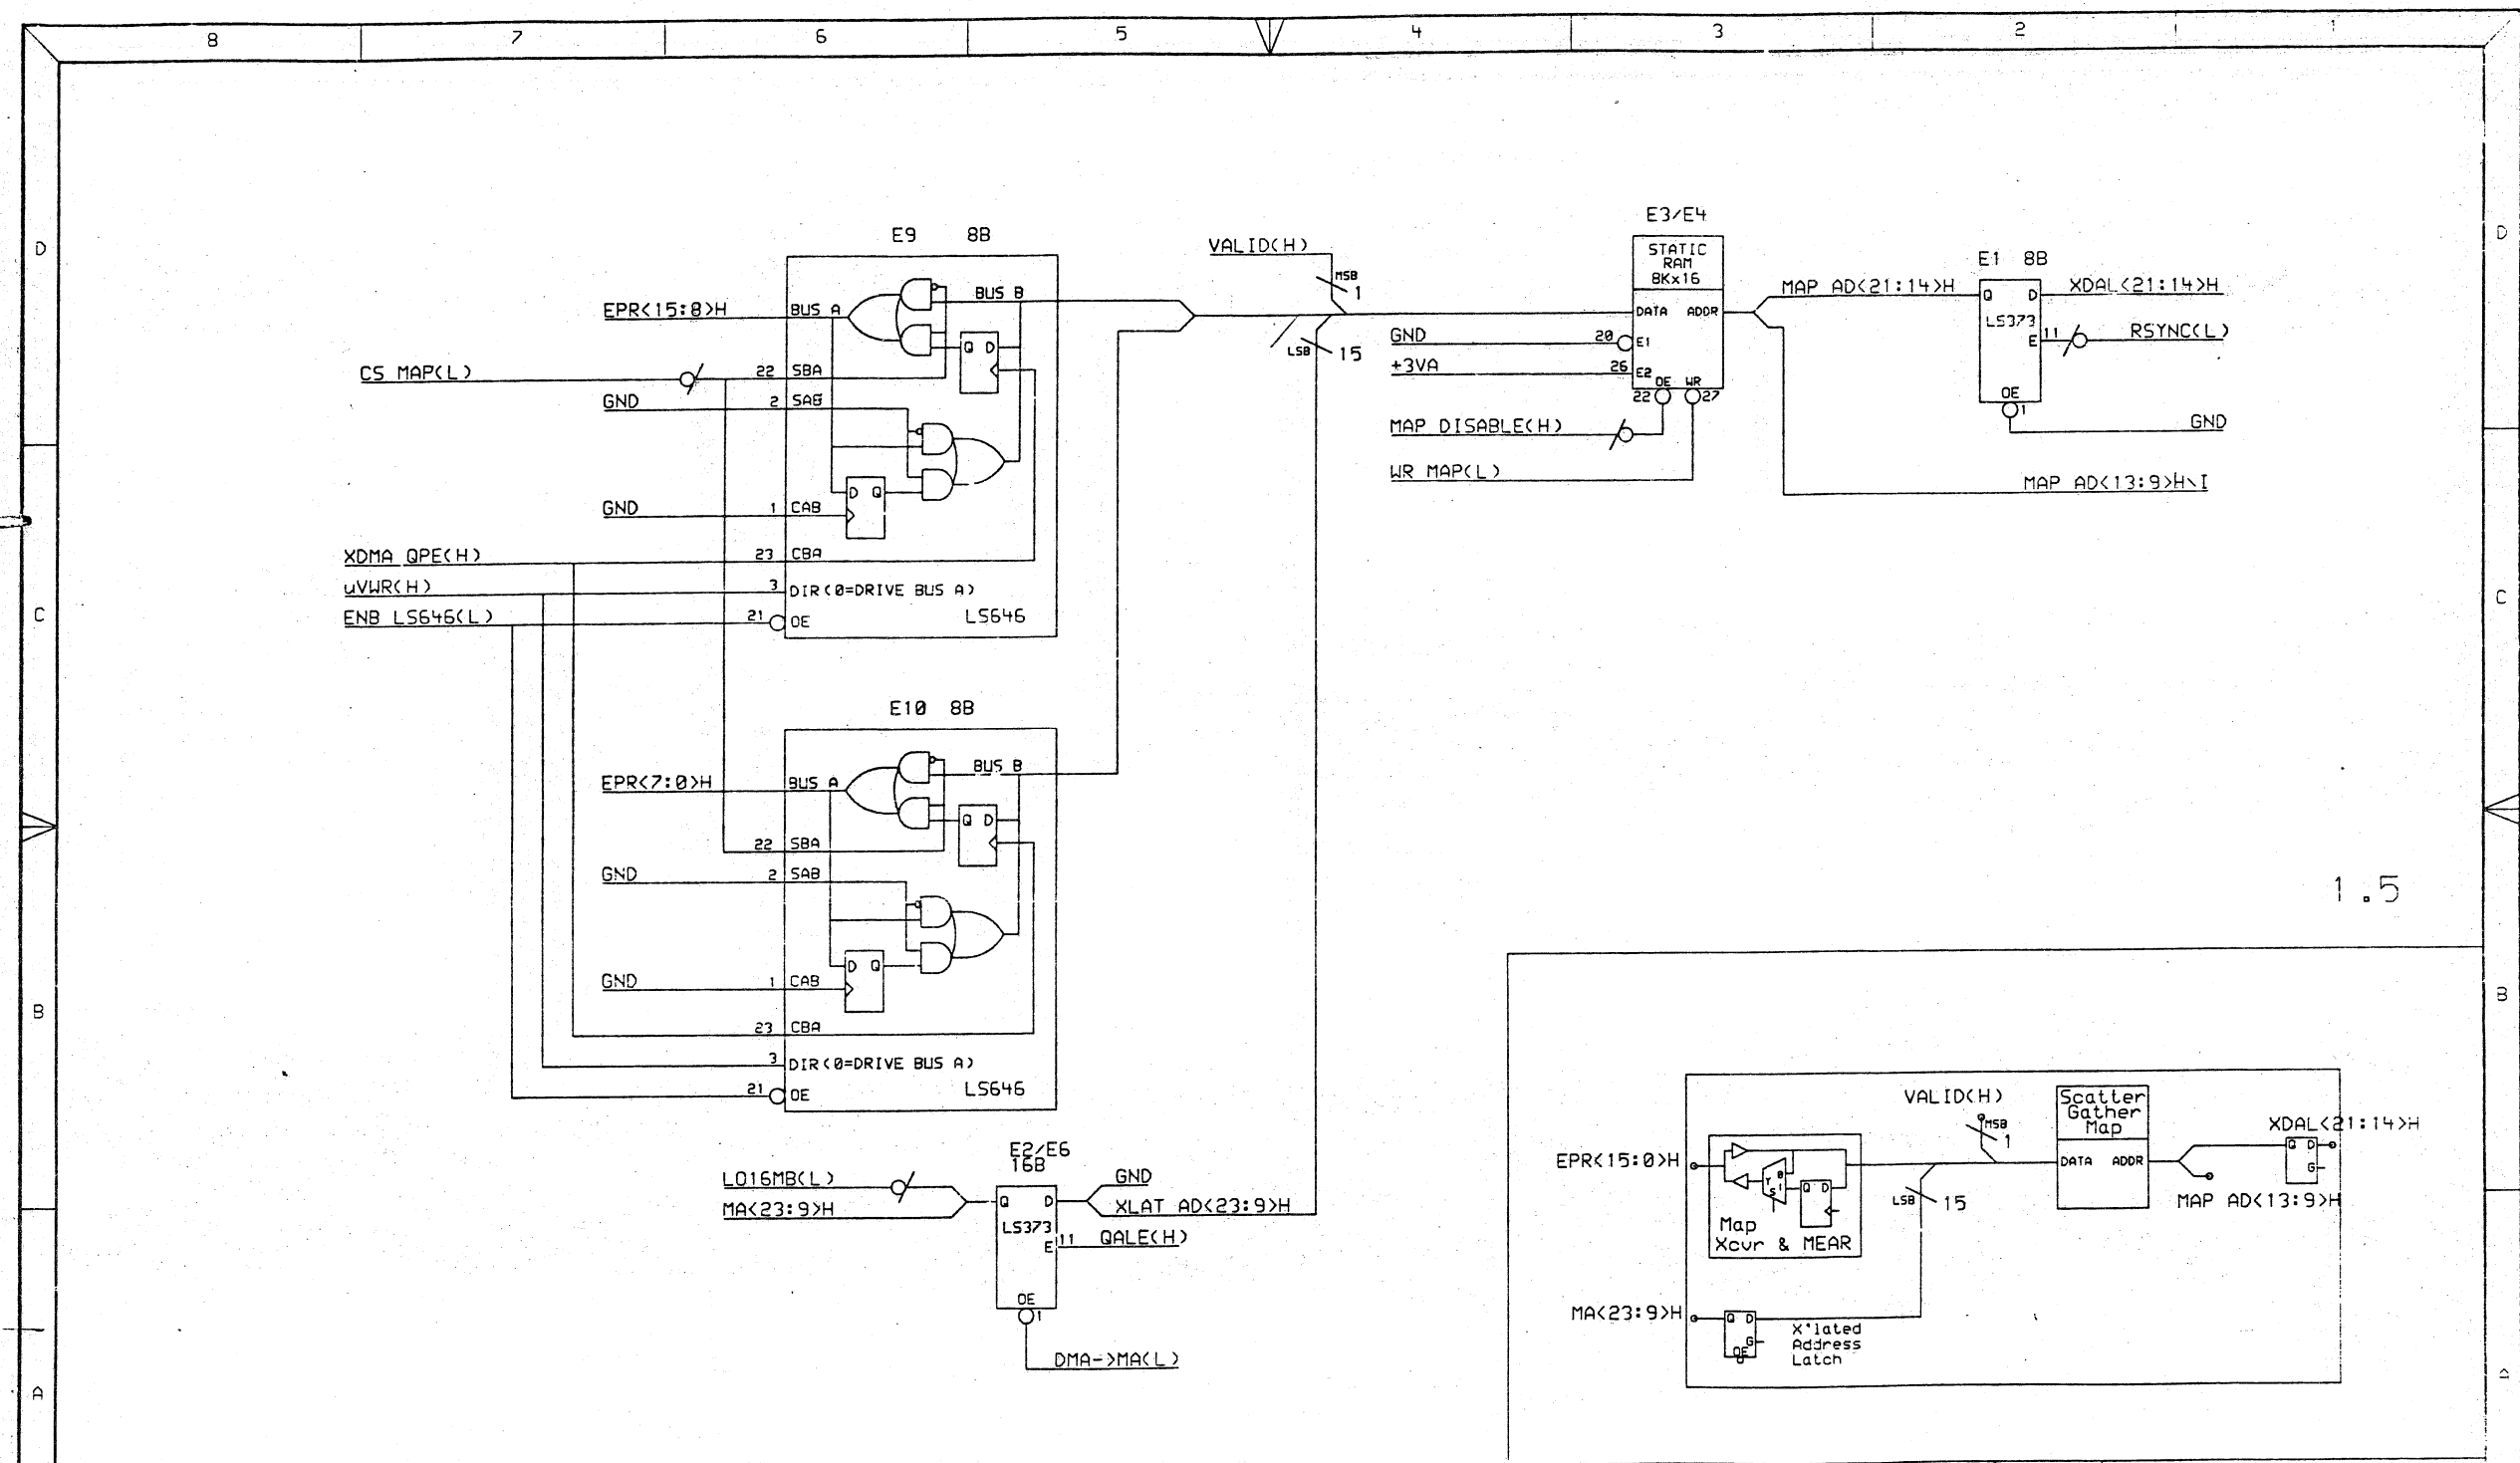 8 7 6 5 4 3 2 1
D D
E3/E4
E9 8B
VALID(H)
STATIC
RAM
8Kx16
E1 8B
MSB
1
BUS B
MAP AD<21:14>H
Q D
XDAL<21:14>H
EPR<15:8>H
BUS A
DATA ADDR
LS373
GND
20
E1
11
E
RSYNC(L)
Q D
LSB
15
CS MAP(L)
22 SBA
+3VA
26
E2
OE WR
22
27
OE
1
GND
2 SAB
MAP DISABLE(H)
GND
WR MAP(L)
MAP AD<13:9>H\I
D Q
GND
1 CAB
XDMA QPE(H)
23 CBA
uVWR(H)
3 DIR(0=DRIVE BUS A)
C C
ENB LS646(L)
21 OE
LS646
E10 8B
BUS B
EPR<7:0>H
BUS A
Q D
22 SBA
GND
2 SAB
1.5
D Q
GND
1 CAB
B B
23 CBA
3 DIR(0=DRIVE BUS A)
21 OE
LS646
E2/E6
16B
LO16MB(L)
GND
Q D
MA<23:9>H
XLAT AD<23:9>H
LS373
E
11
QALE(H)
OE
1
DMA->MA(L)
VALID(H)
MSB
1
Scatter
Gather
Map
XDAL<21:14>H
Q D
G
EPR<15:0>H
DATA ADDR
Y 0
S 1
Q D
LSB
15
MAP AD<13:9>H
Map
Xcvr & MEAR
MA<23:9>H
Q D
G
OE
X'lated
Address
Latch
A